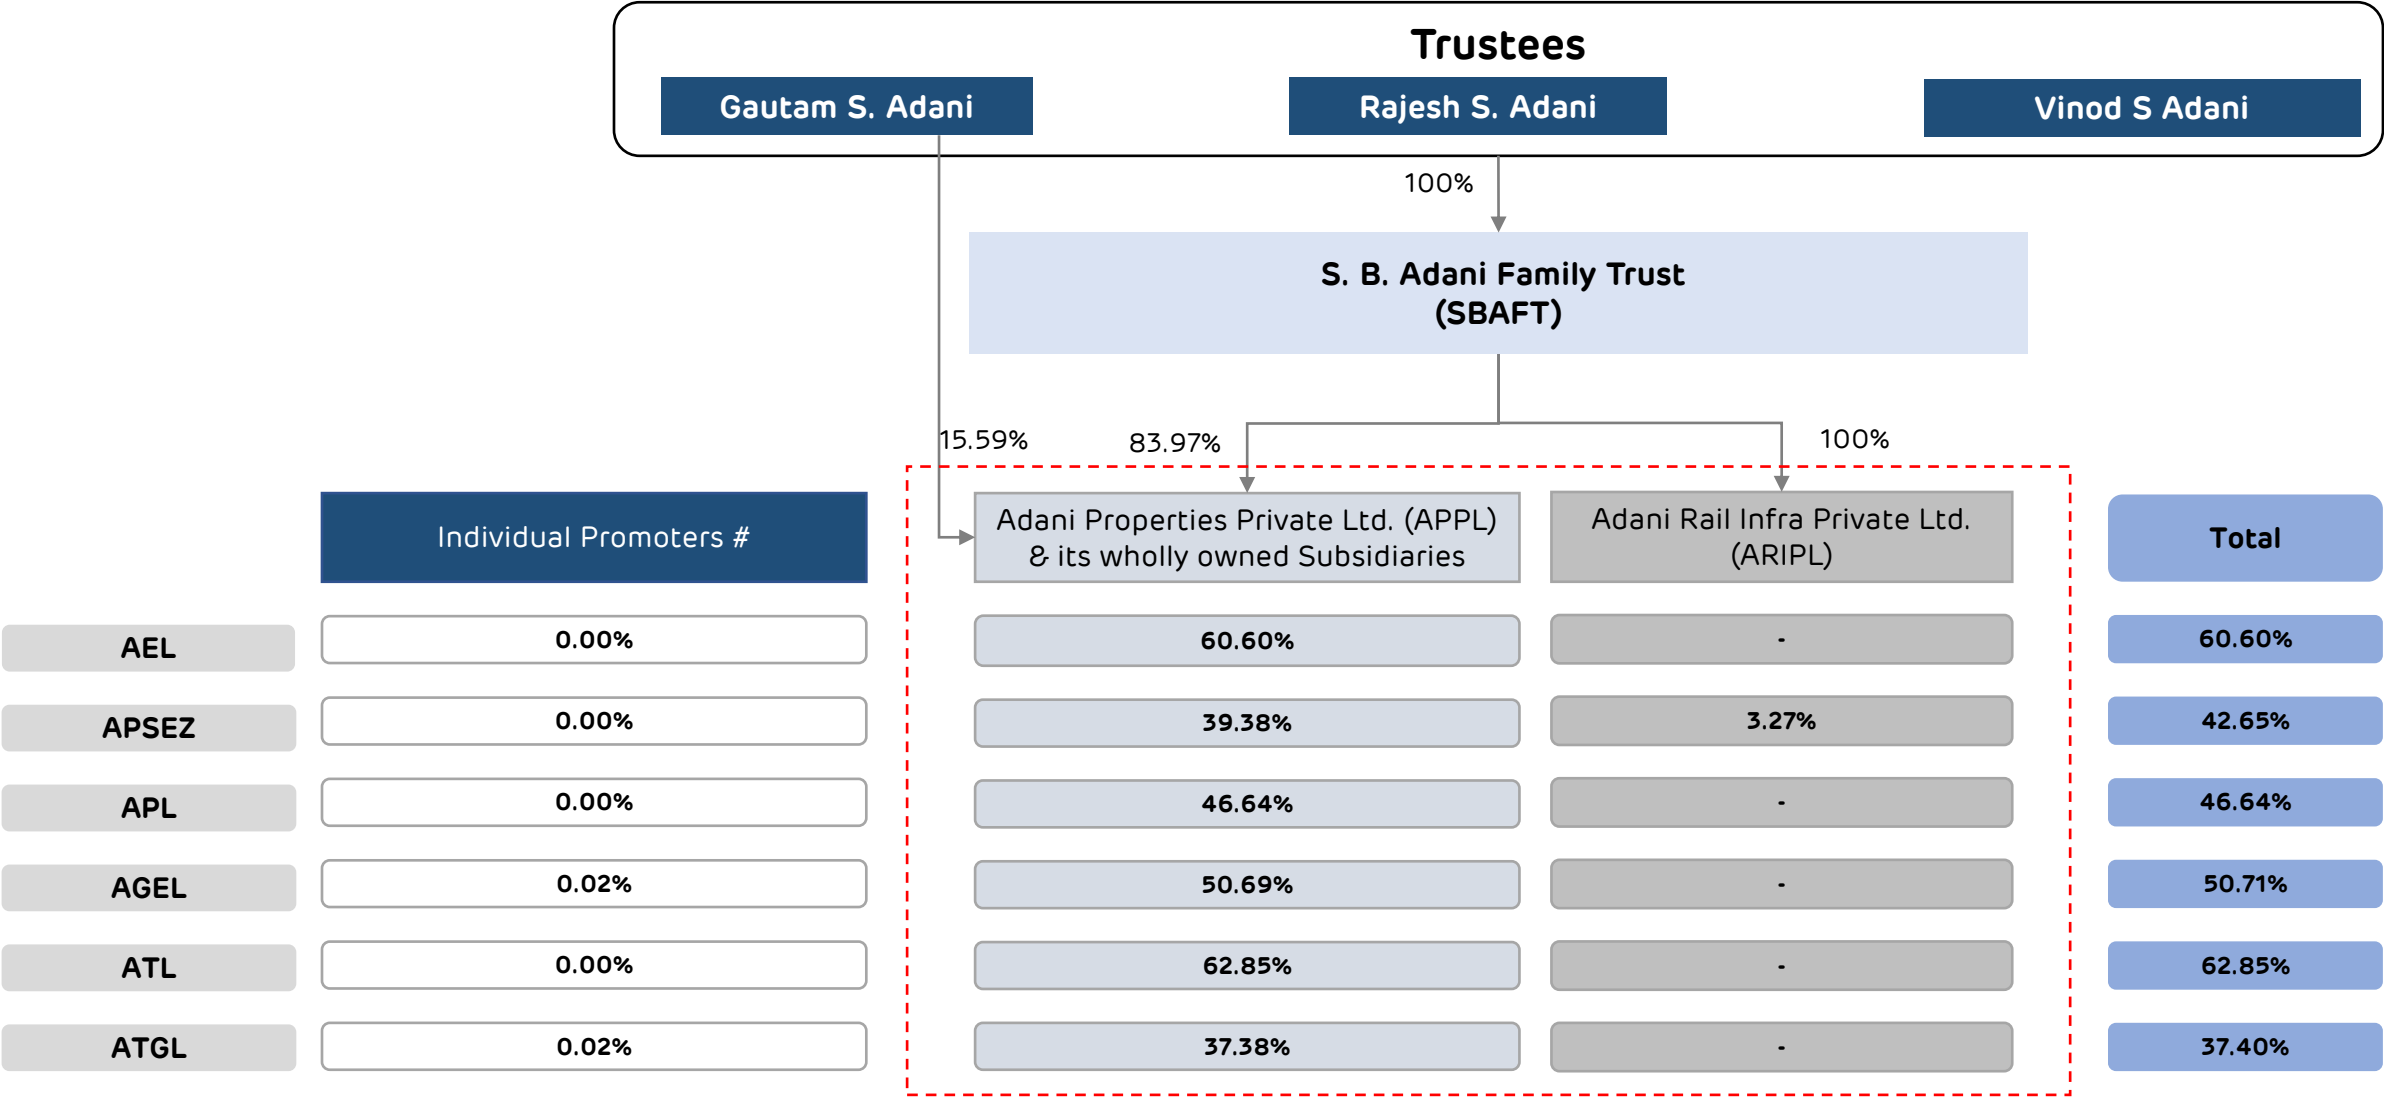 Trustees
Gautam S. Adani
Rajesh S. Adani
Vinod S Adani
100%
S. B. Adani Family Trust
(SBAFT)
15.59%
83.97%
100%
Individual Promoters #
Adani Properties Private Ltd. (APPL)
& its wholly owned Subsidiaries
Adani Rail Infra Private Ltd.
(ARIPL)
Total
AEL
0.00%
60.60%
-
60.60%
APSEZ
0.00%
39.38%
3.27%
42.65%
APL
0.00%
46.64%
-
46.64%
AGEL
0.02%
50.69%
-
50.71%
ATL
0.00%
62.85%
-
62.85%
ATGL
0.02%
37.38%
-
37.40%